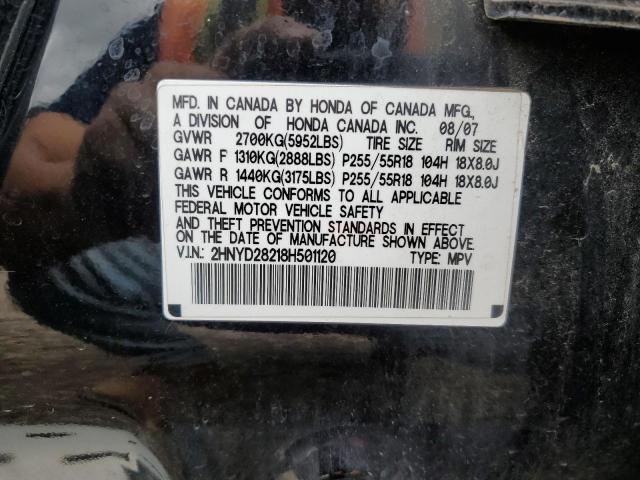 MFD. IN CANADA BY HONDA OF CANADA MFG.,
A DIVISION OF HONDA CANADA INC. 08/07
GVWR 2700KG(5952LBS) TIRE SIZE RIM SIZE
GAWR F 1310KG(2888LBS) P255/55R18 104H 18X8.0J
GAWR R 1440KG(3175LBS) P255/55R18 104H 18X8.0J
THIS VEHICLE CONFORMS TO ALL APPLICABLE
FEDERAL MOTOR VEHICLE SAFETY
AND THEFT PREVENTION STANDARDS IN EFFECT
ON THE DATE OF MANUFACTURE SHOWN ABOVE.
V.I.N.: 2HNYD28218H501120 TYPE: MPV